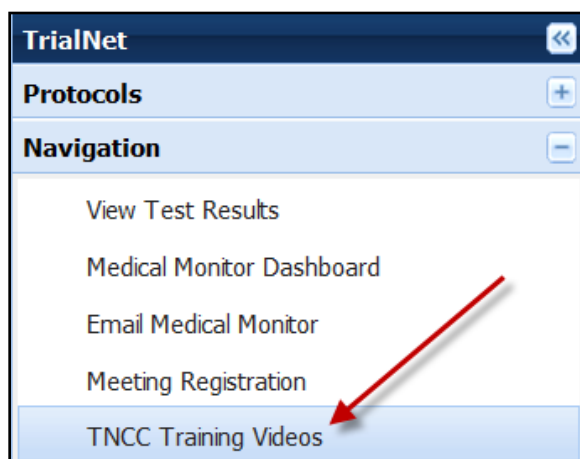 TrialNet
Protocols
Navigation
View Test Results
Medical Monitor Dashboard
Email Medical Monitor
Meeting Registration
TNCC Training Videos